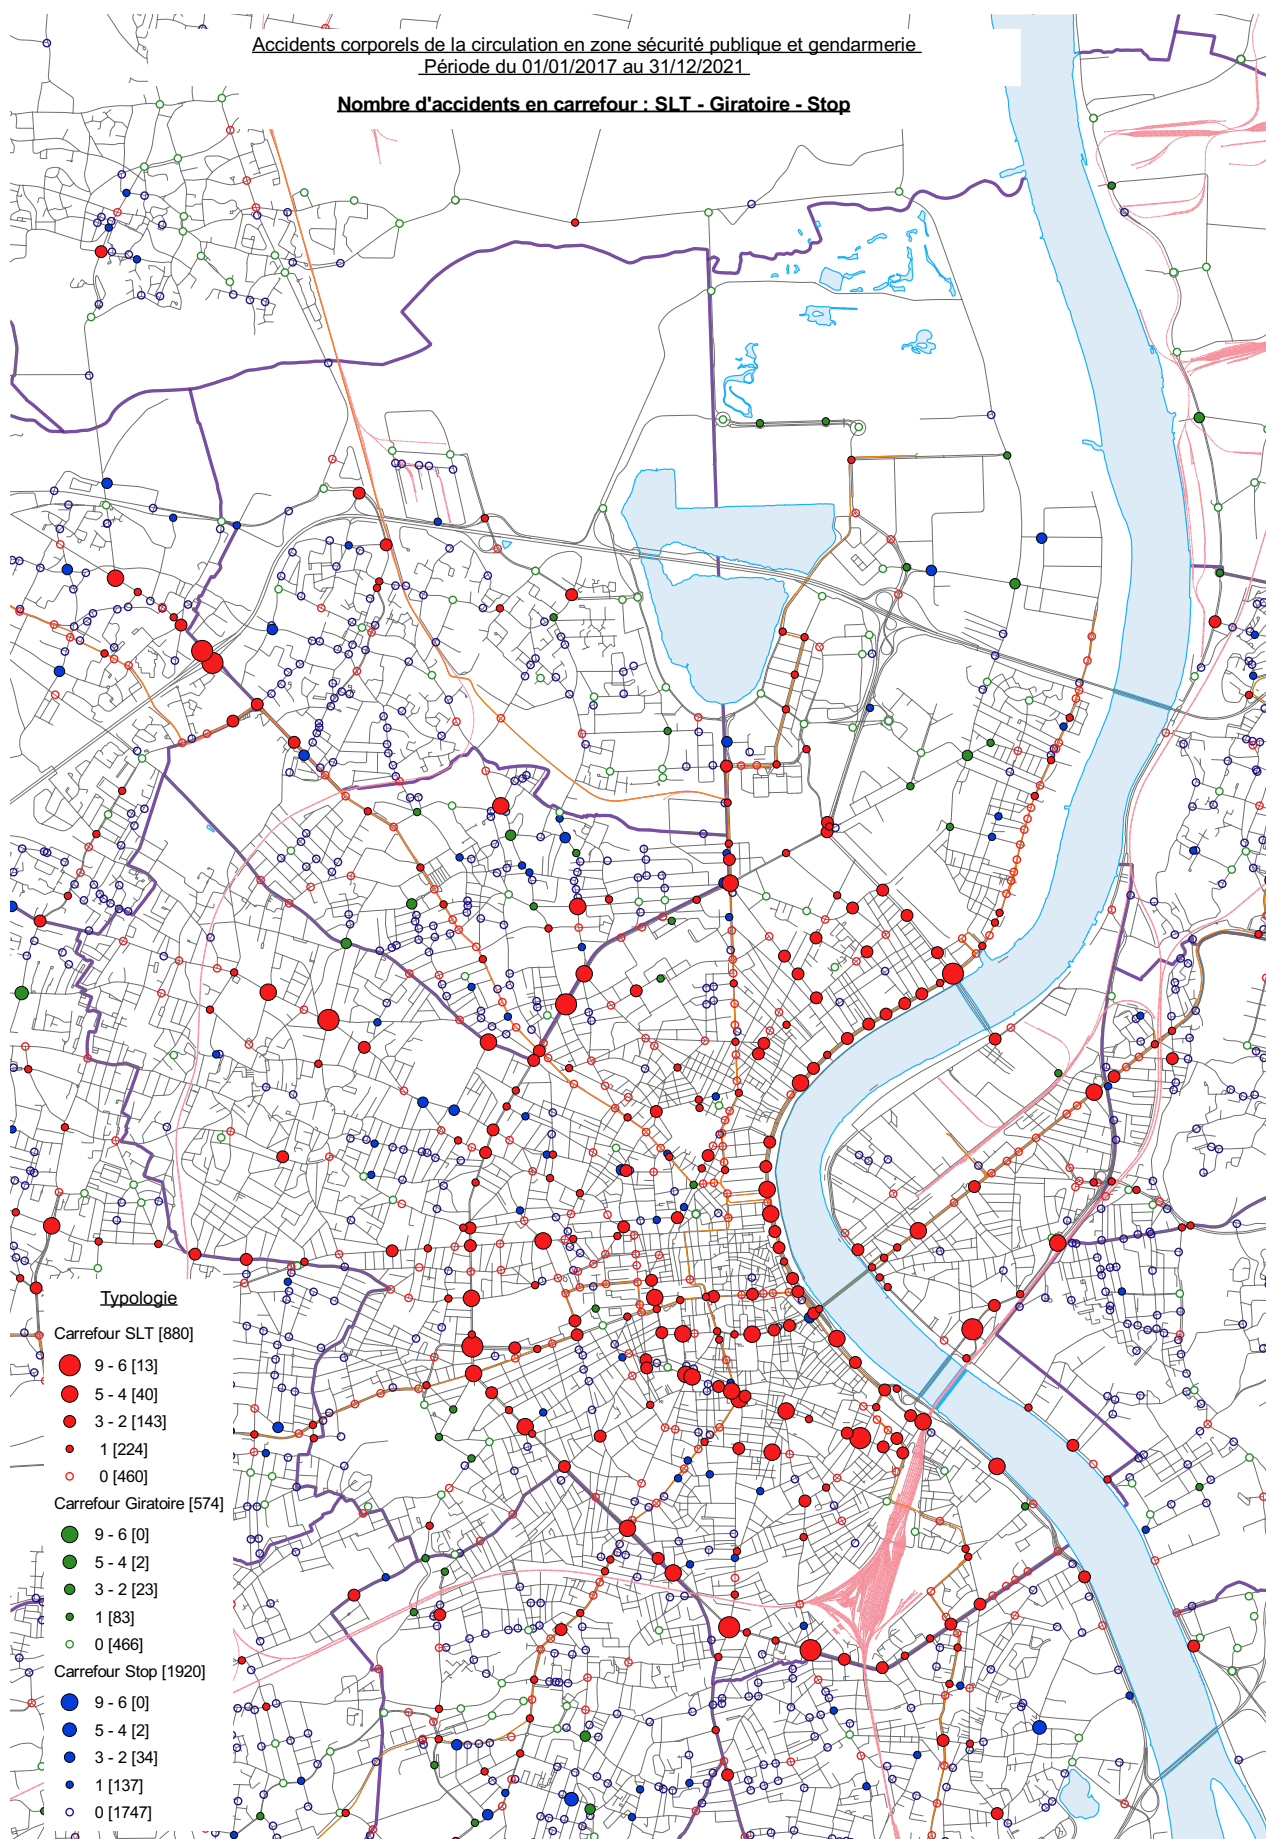 Accidents corporels de la circulation en zone sécurité publique et gendarmerie
Période du 01/01/2017 au 31/12/2021
Nombre d'accidents en carrefour : SLT - Giratoire - Stop
Typologie
Carrefour SLT [880]
9 - 6 [13]
5 - 4 [40]
3 - 2 [143]
1 [224]
0 [460]
Carrefour Giratoire [574]
9 - 6 [0]
5 - 4 [2]
3 - 2 [23]
1 [83]
0 [466]
Carrefour Stop [1920]
9 - 6 [0]
5 - 4 [2]
3 - 2 [34]
1 [137]
0 [1747]